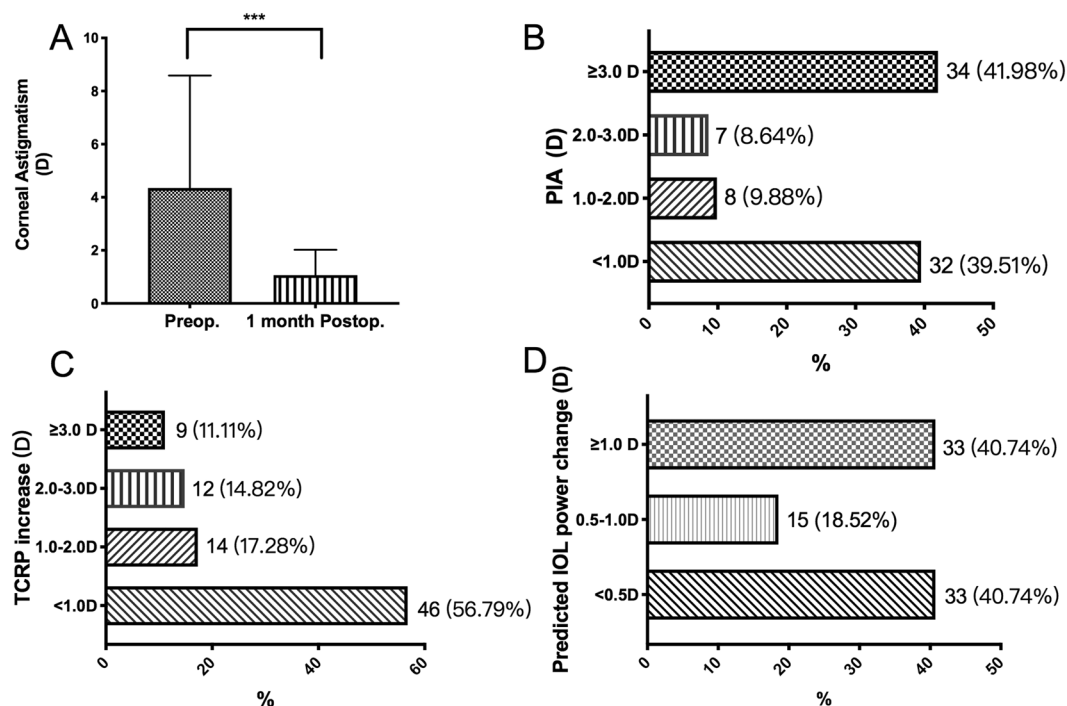 A
***
Corneal Astigmatism
(D)
10
8
6
4
2
0
Preop.
1 month Postop.
B
PIA (D)
≥3.0 D
34 (41.98%)
2.0-3.0D
7 (8.64%)
1.0-2.0D
8 (9.88%)
<1.0D
32 (39.51%)
0
10
20
30
40
50
%
C
TCRP increase (D)
≥3.0 D
9 (11.11%)
2.0-3.0D
12 (14.82%)
1.0-2.0D
14 (17.28%)
<1.0D
46 (56.79%)
0
20
40
60
%
D
Predicted IOL power change (D)
≥1.0 D
33 (40.74%)
0.5-1.0D
15 (18.52%)
<0.5D
33 (40.74%)
0
10
20
30
40
50
%